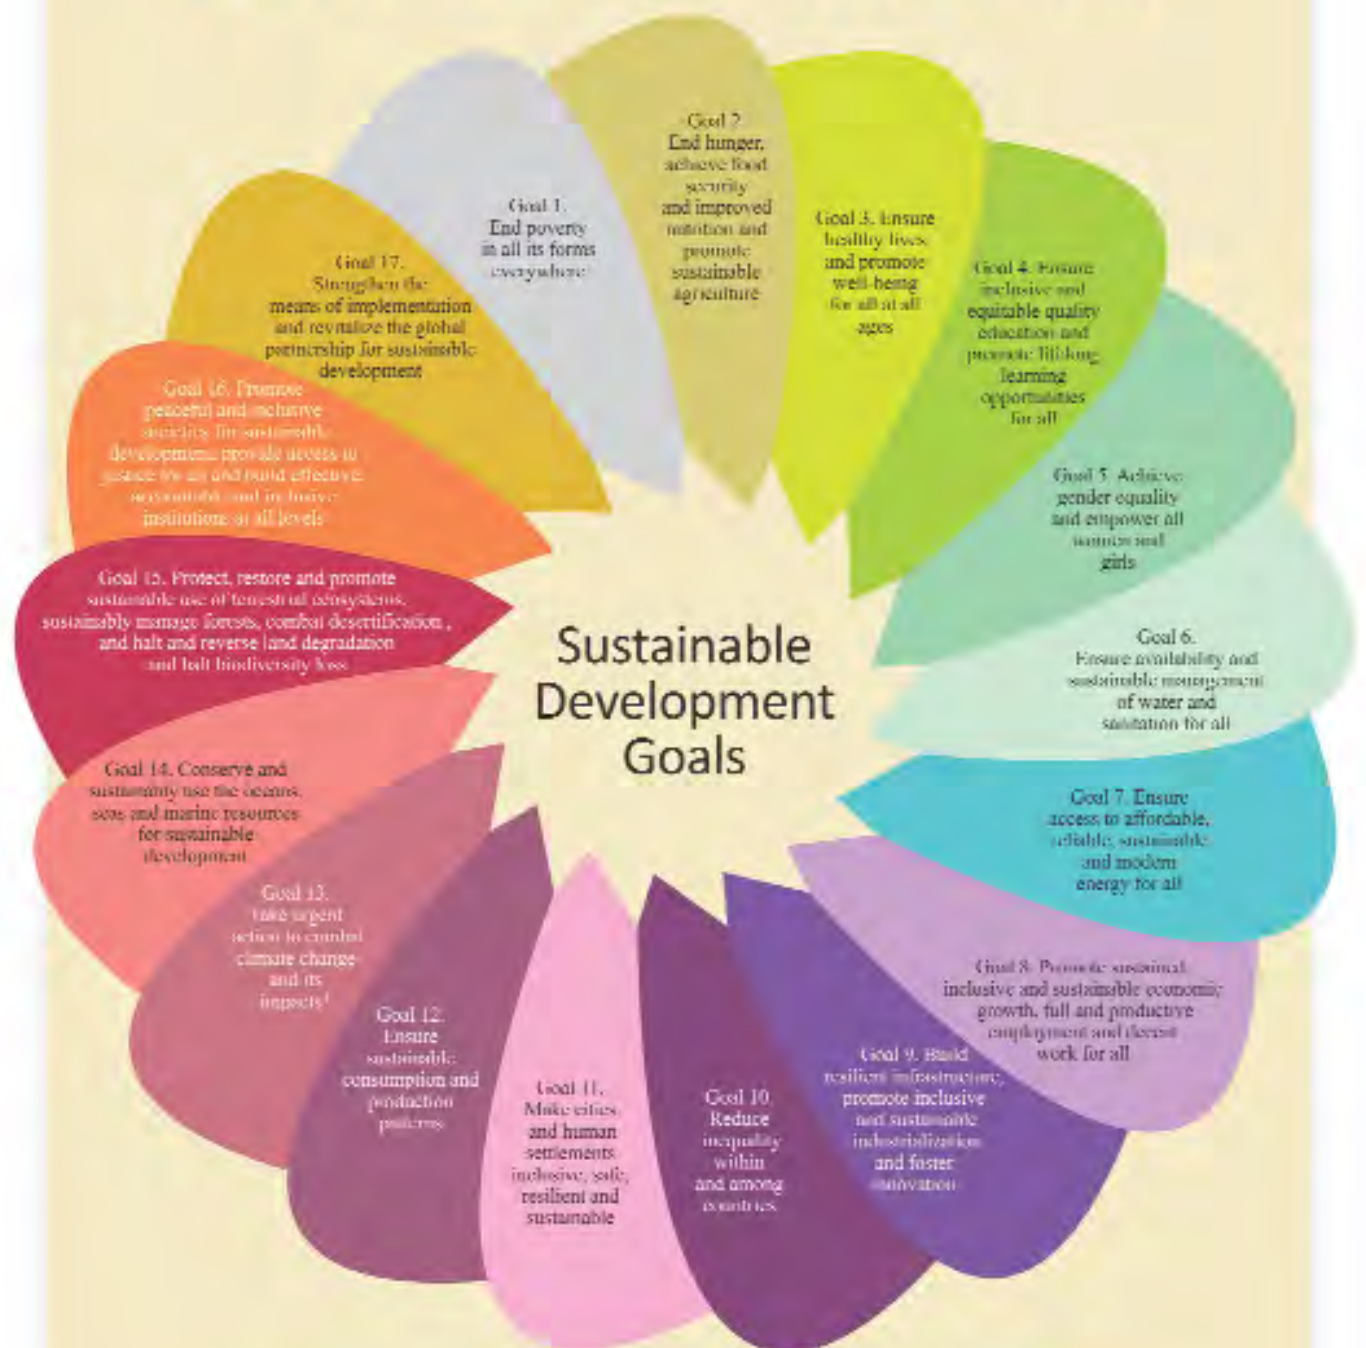 Goal 1.
End poverty
in all its forms
everywhere
Goal 2
End hunger,
achieve food
security
and improved
nutrition and
promote
sustainable
agriculture
Goal 3. Ensure
healthy lives
and promote
well-being
for all at all
ages
Goal 4. Ensure
inclusive and
equitable quality
education and
promote lifelong
learning
opportunities
for all
Goal 5. Achieve
gender equality
and empower all
women and
girls
Goal 6.
Ensure availability and
sustainable management
of water and
sanitation for all
Goal 7. Ensure
access to affordable,
reliable, sustainable
and modern
energy for all
Goal 8. Promote sustained,
inclusive and sustainable economic
growth, full and productive
employment and decent
work for all
Goal 9. Build
resilient infrastructure,
promote inclusive
and sustainable
industrialization
and foster
innovation
Goal 10.
Reduce
inequality
within
and among
countries
Goal 11.
Make cities
and human
settlements
inclusive, safe,
resilient and
sustainable
Goal 12.
Ensure
sustainable
consumption and
production
patterns
Goal 13.
Take urgent
action to combat
climate change
and its
impacts¹
Goal 14. Conserve and
sustainably use the oceans,
seas and marine resources
for sustainable
development
Goal 15. Protect, restore and promote
sustainable use of terrestrial ecosystems,
sustainably manage forests, combat desertification,
and halt and reverse land degradation
and halt biodiversity loss
Goal 16. Promote
peaceful and inclusive
societies for sustainable
development, provide access to
justice for all and build effective,
accountable and inclusive
institutions at all levels
Goal 17.
Strengthen the
means of implementation
and revitalize the global
partnership for sustainable
development
Sustainable
Development
Goals